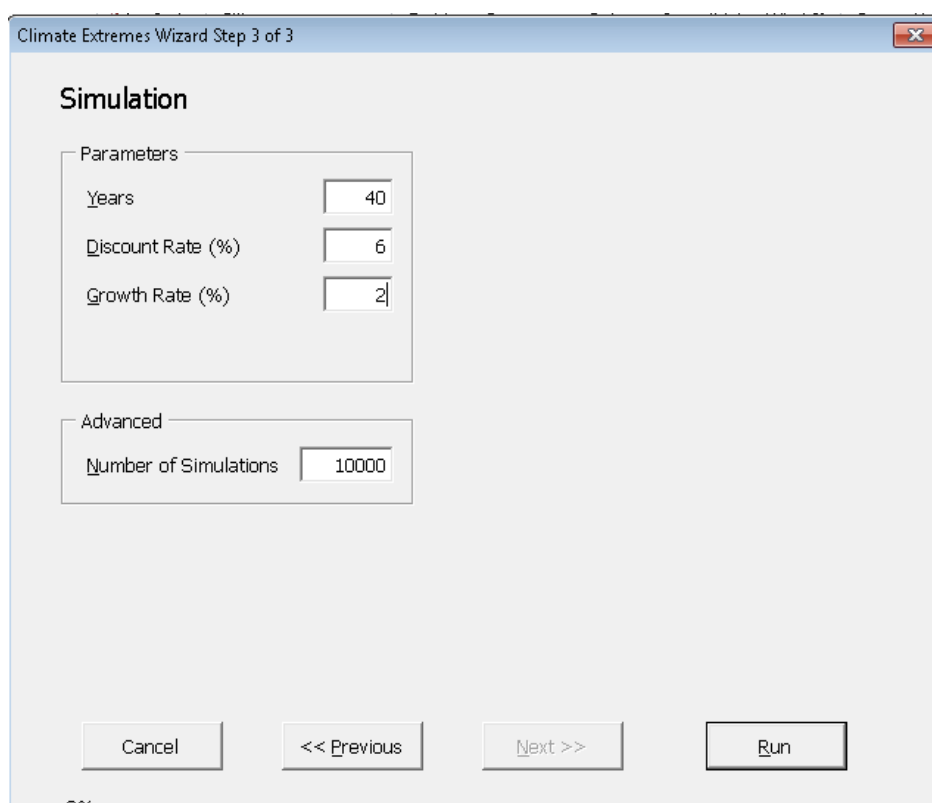 Climate Extremes Wizard Step 3 of 3
Simulation
Parameters
Years 40
Discount Rate (%) 6
Growth Rate (%) 2
Advanced
Number of Simulations 10000
Cancel << Previous Next >> Run